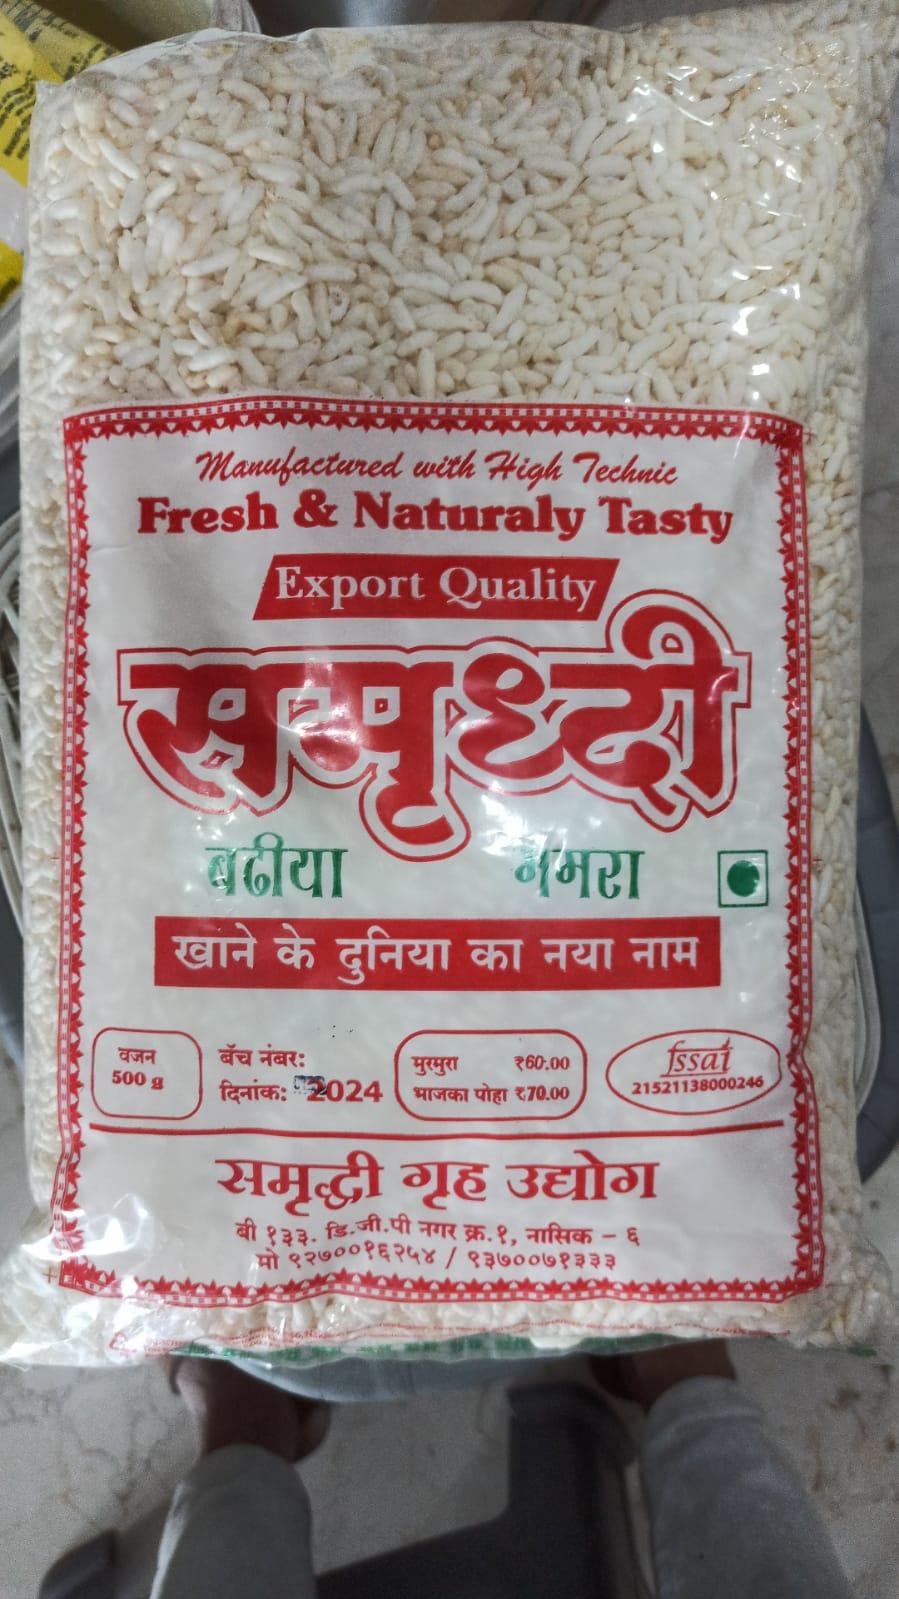 Manufactured with High Technic
Fresh & Naturaly Tasty
Export Quality
समृध्दी
बढीया ममरा
खाने के दुनिया का नया नाम
वजन
500 g
बॅच नंबर:
दिनांक: 2024
मुरमुरा ₹60.00
भाजका पोहा ₹70.00
fssai
21521138000246
समृद्धी गृह उद्योग
बी १३३. डि.जी.पी नगर क्र.१, नासिक – ६
मो ९२७००१६२५४ / ९३७००७१३३३